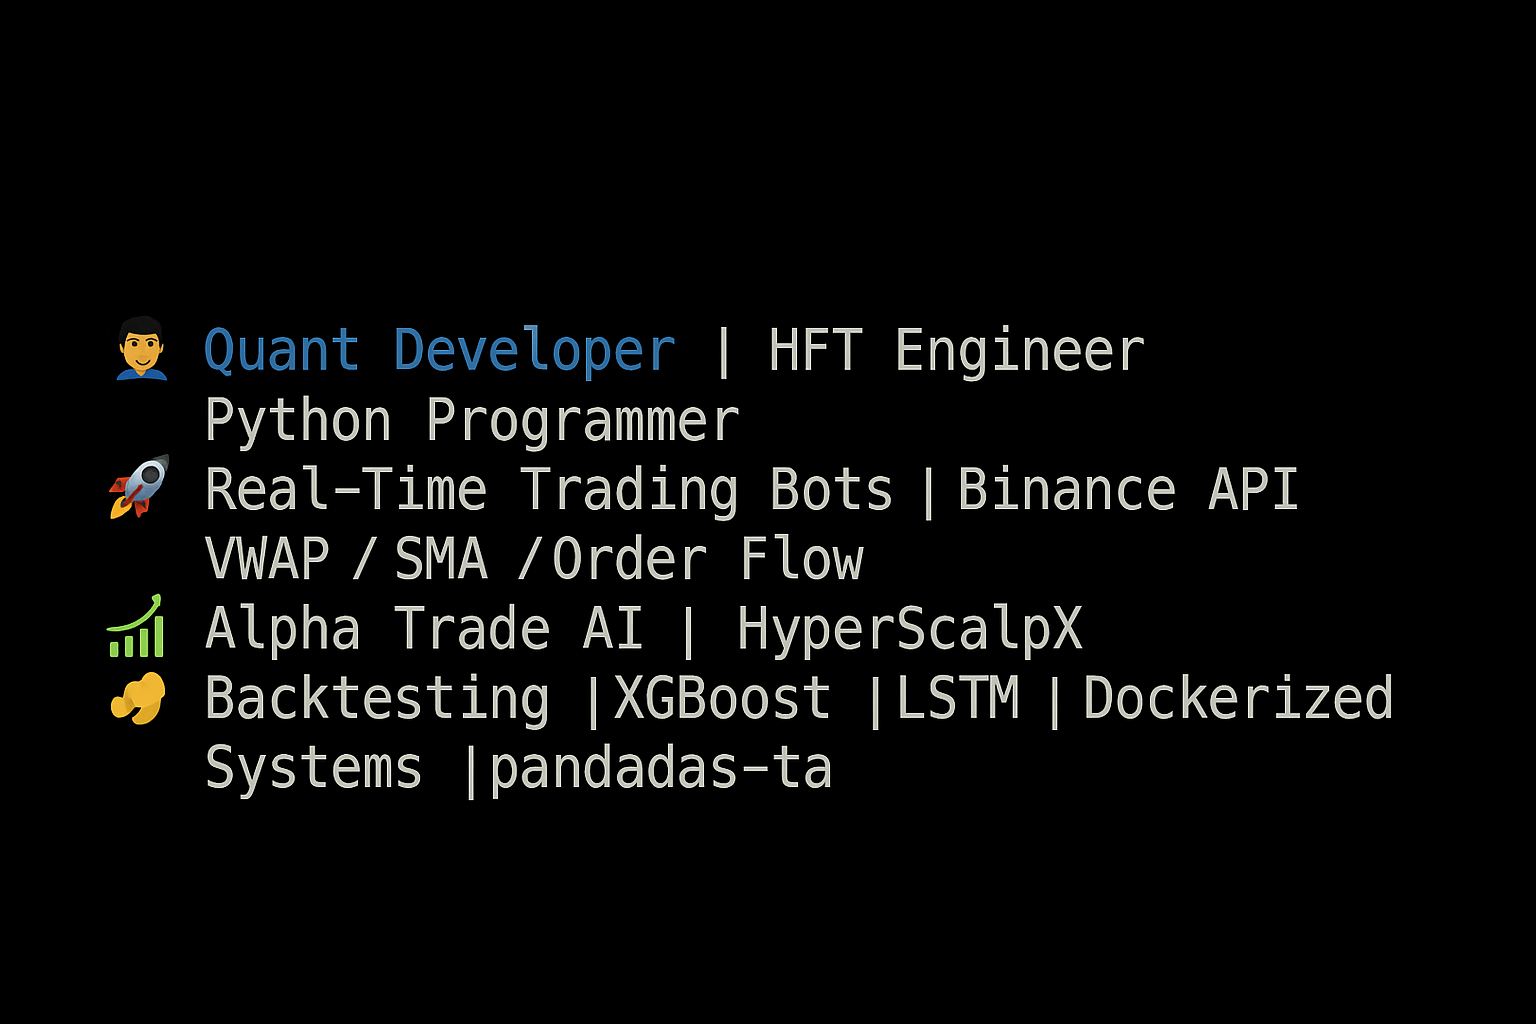 Quant Developer | HFT Engineer
Python Programmer
Real-Time Trading Bots | Binance API
VWAP / SMA / Order Flow
Alpha Trade AI | HyperScalpX
Backtesting | XGBoost | LSTM | Dockerized
Systems | pandadas-ta